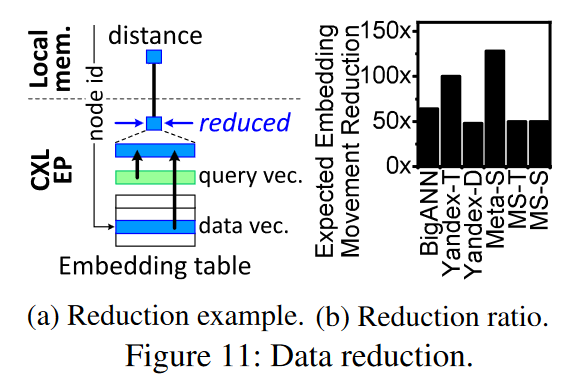 Local
mem.
CXL
EP
node id
distance
reduced
query vec.
data vec.
Embedding table
Expected Embedding
Movement Reduction
150x
100x
50x
0x
BigANN
Yandex-T
Yandex-D
Meta-S
MS-T
MS-S
(a) Reduction example. (b) Reduction ratio.
Figure 11: Data reduction.